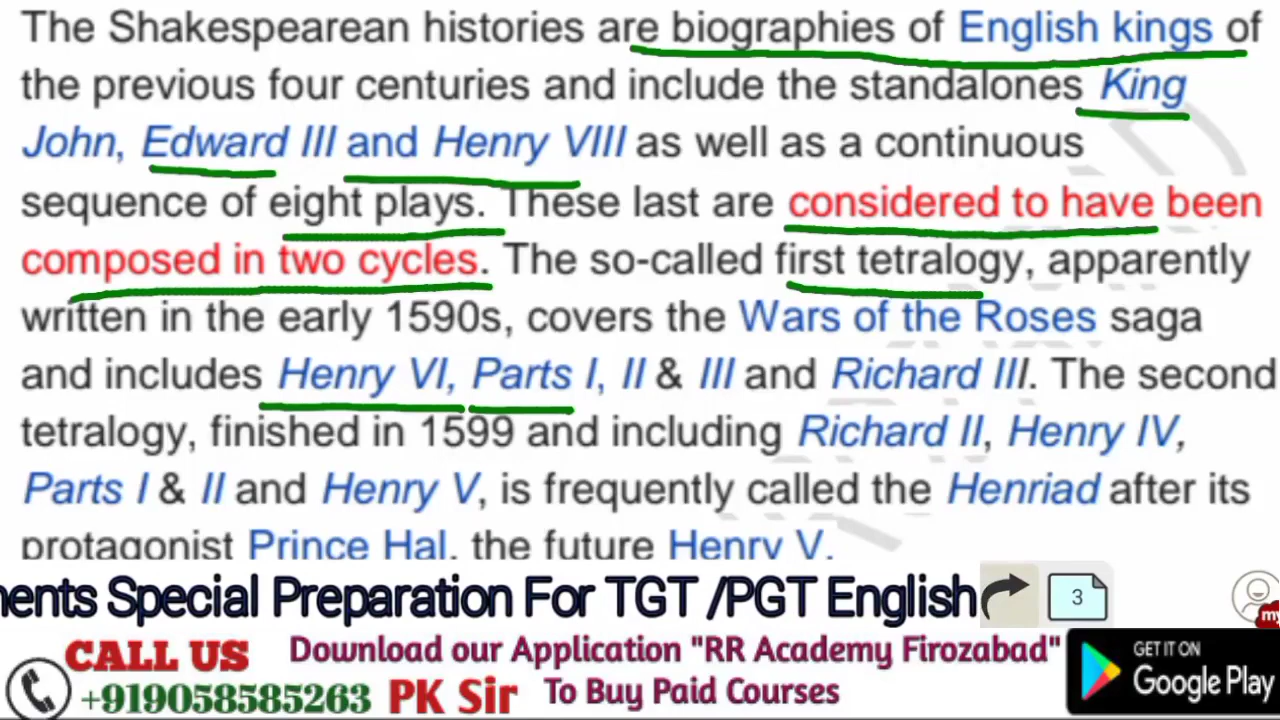 The Shakespearean histories are biographies of English kings of
the previous four centuries and include the standalones King
John, Edward III and Henry VIII as well as a continuous
sequence of eight plays. These last are considered to have been
composed in two cycles. The so-called first tetralogy, apparently
written in the early 1590s, covers the Wars of the Roses saga
and includes Henry VI, Parts I, II & III and Richard III. The second
tetralogy, finished in 1599 and including Richard II, Henry IV,
Parts I & II and Henry V, is frequently called the Henriad after its
protagonist Prince Hal, the future Henry V.
ments Special Preparation For TGT /PGT English
3
my
CALL US
+919058585263 PK Sir
Download our Application "RR Academy Firozabad"
To Buy Paid Courses
GET IT ON
Google Play